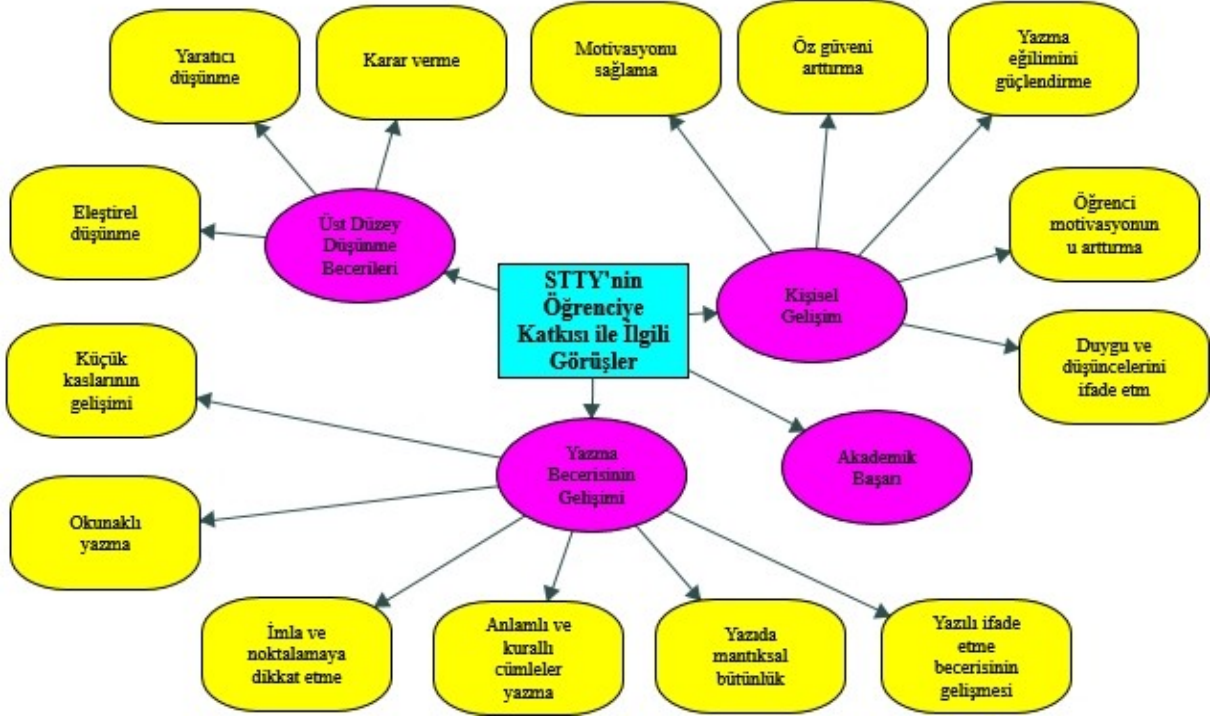 Yaratıcı
düşünme
Karar verme
Motivasyonu
sağlama
Öz güveni
arttırma
Yazma
eğilimini
güçlendirme
Eleştirel
düşünme
Üst Düzey
Düşünme
Becerileri
Öğrenci
motivasyonun
u arttırma
STTY'nin
Öğrenciye
Katkısı ile İlgili
Görüşler
Kişisel
Gelişim
Küçük
kaslarının
gelişimi
Duygu ve
düşüncelerini
ifade etm
Yazma
Becerisinin
Gelişimi
Akademik
Başarı
Okunaklı
yazma
İmla ve
noktalamaya
dikkat etme
Anlamlı ve
kurallı
cümleler
yazma
Yazıda
mantıksal
bütünlük
Yazılı ifade
etme
becerisinin
gelişmesi